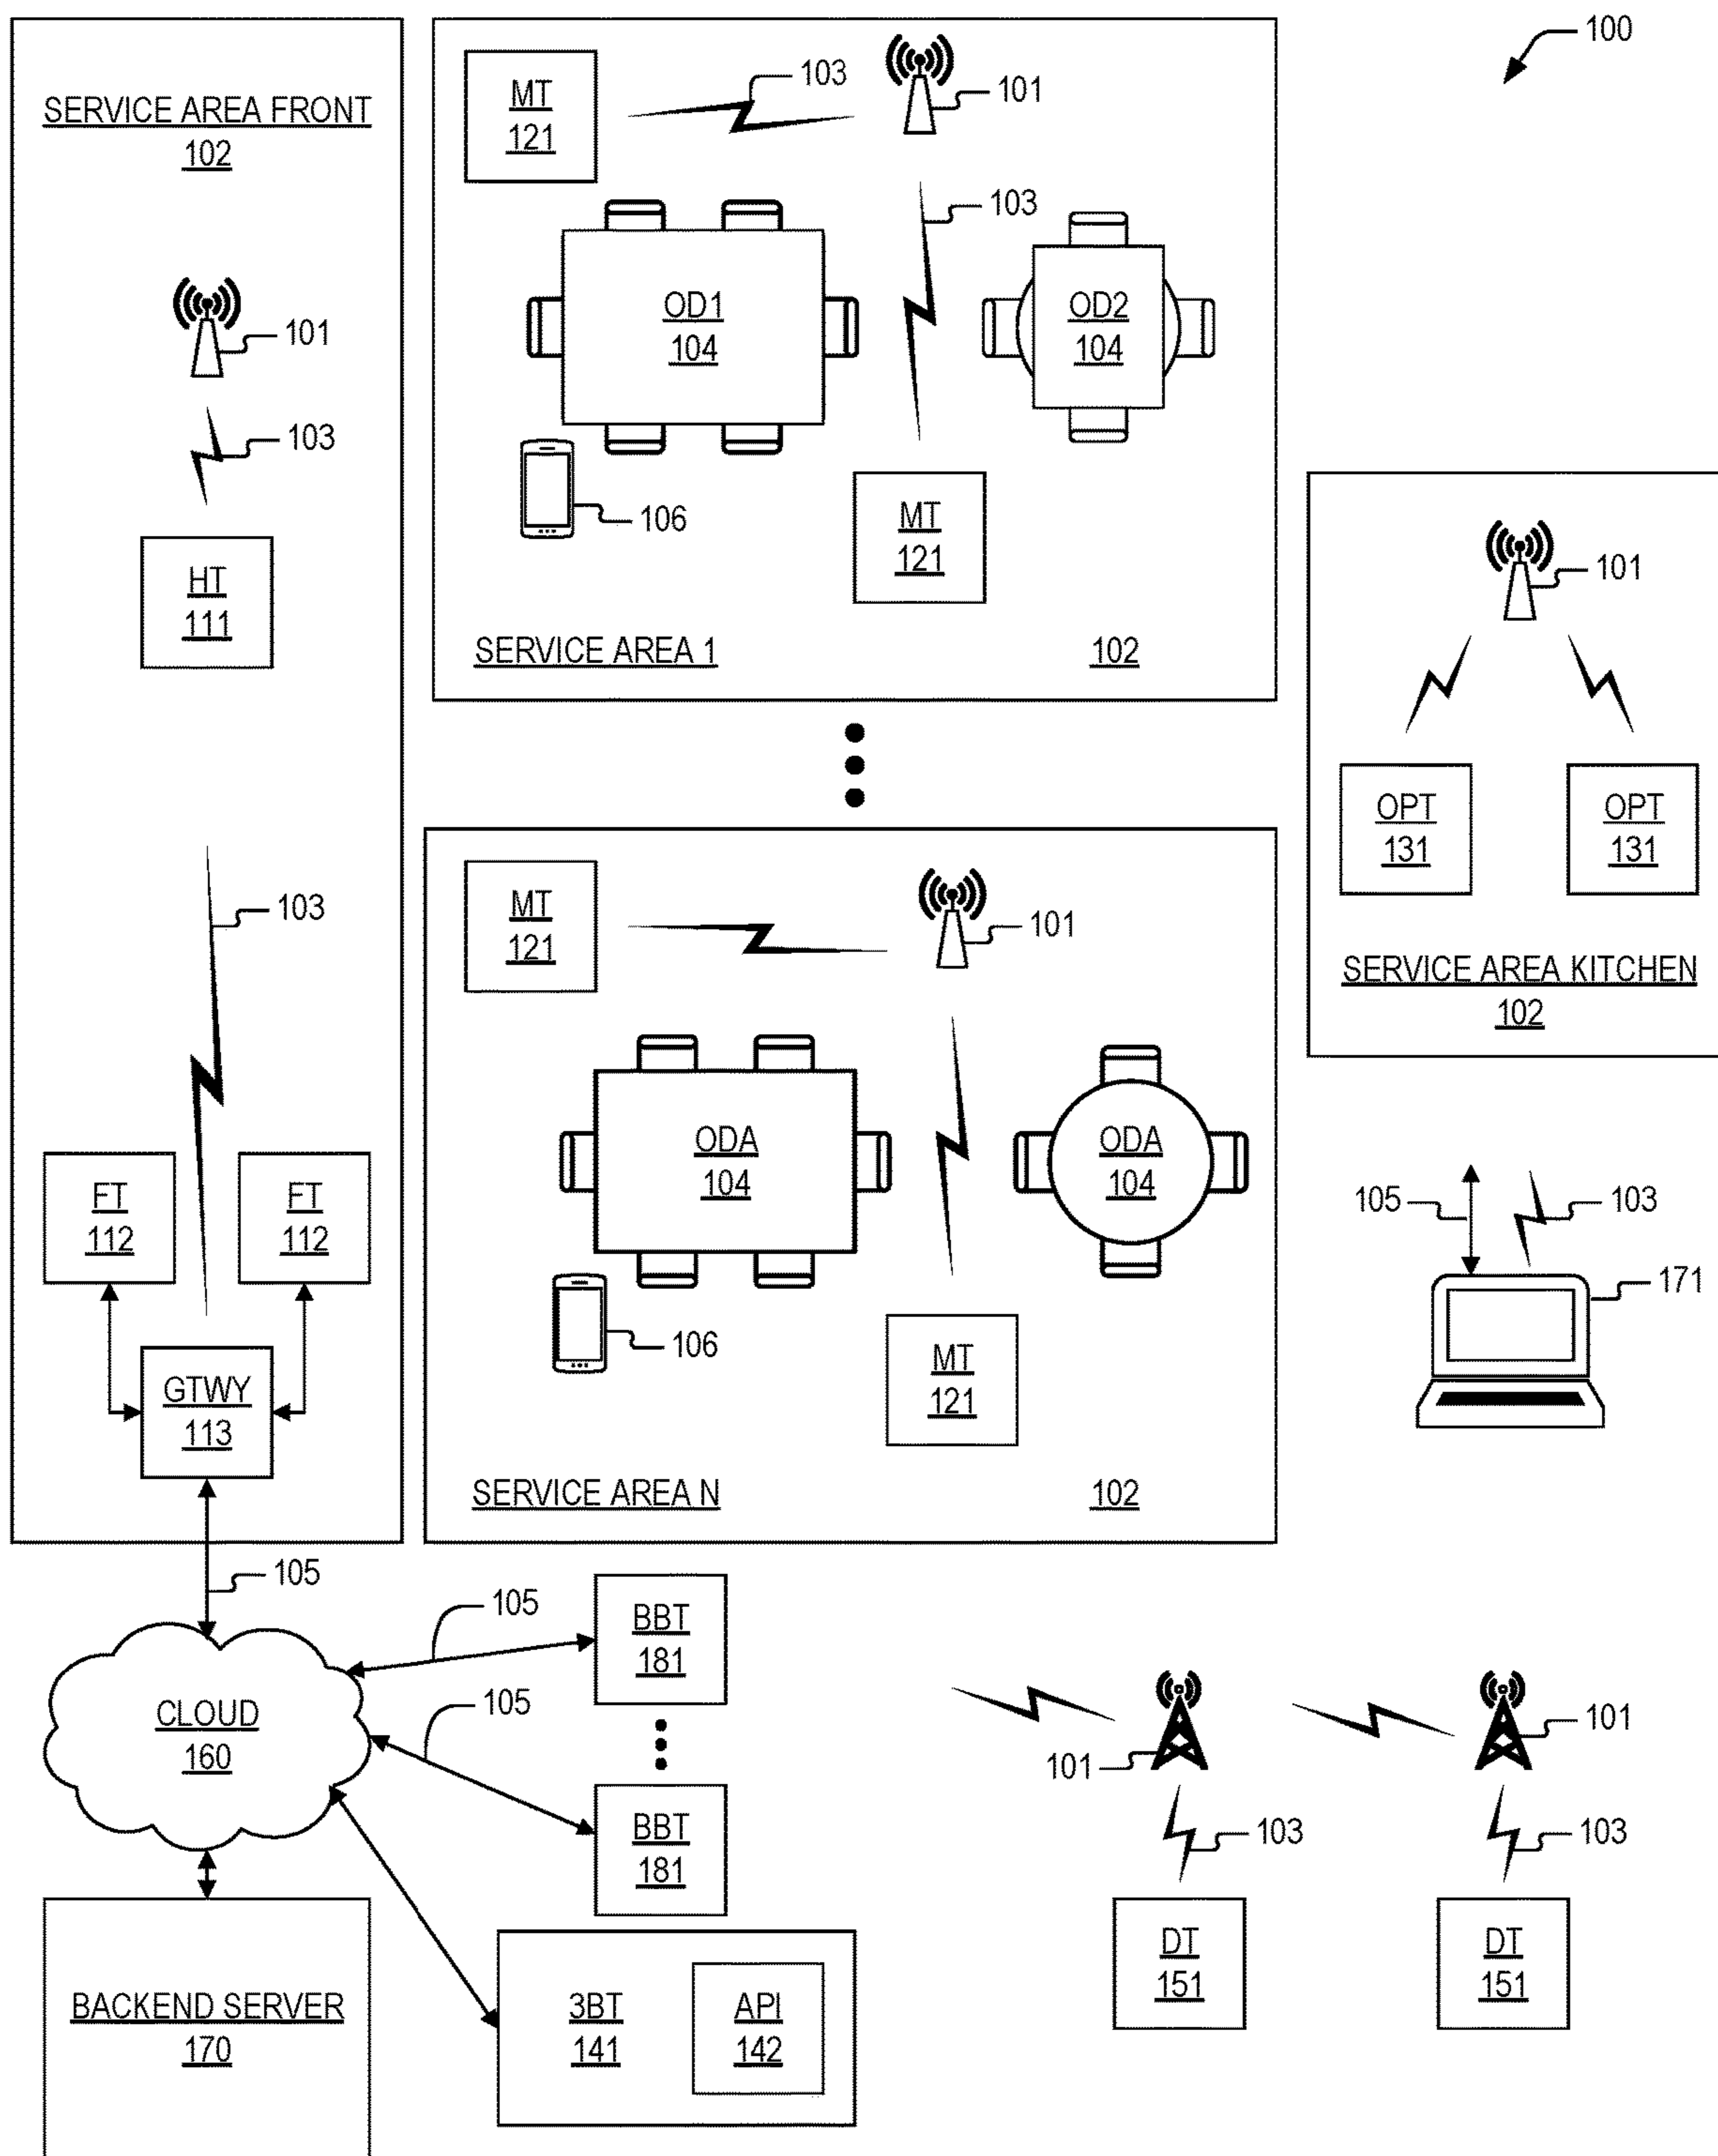 100
SERVICE AREA FRONT
102
101
103
HT
111
103
FT
112
FT
112
GTWY
113
105
MT
121
103
101
103
OD1
104
OD2
104
106
MT
121
SERVICE AREA 1
102
MT
121
101
ODA
104
ODA
104
106
MT
121
SERVICE AREA N
102
101
OPT
131
OPT
131
SERVICE AREA KITCHEN
102
105
103
171
CLOUD
160
105
BBT
181
105
BBT
181
BACKEND SERVER
170
3BT
141
API
142
101
101
103
103
DT
151
DT
151